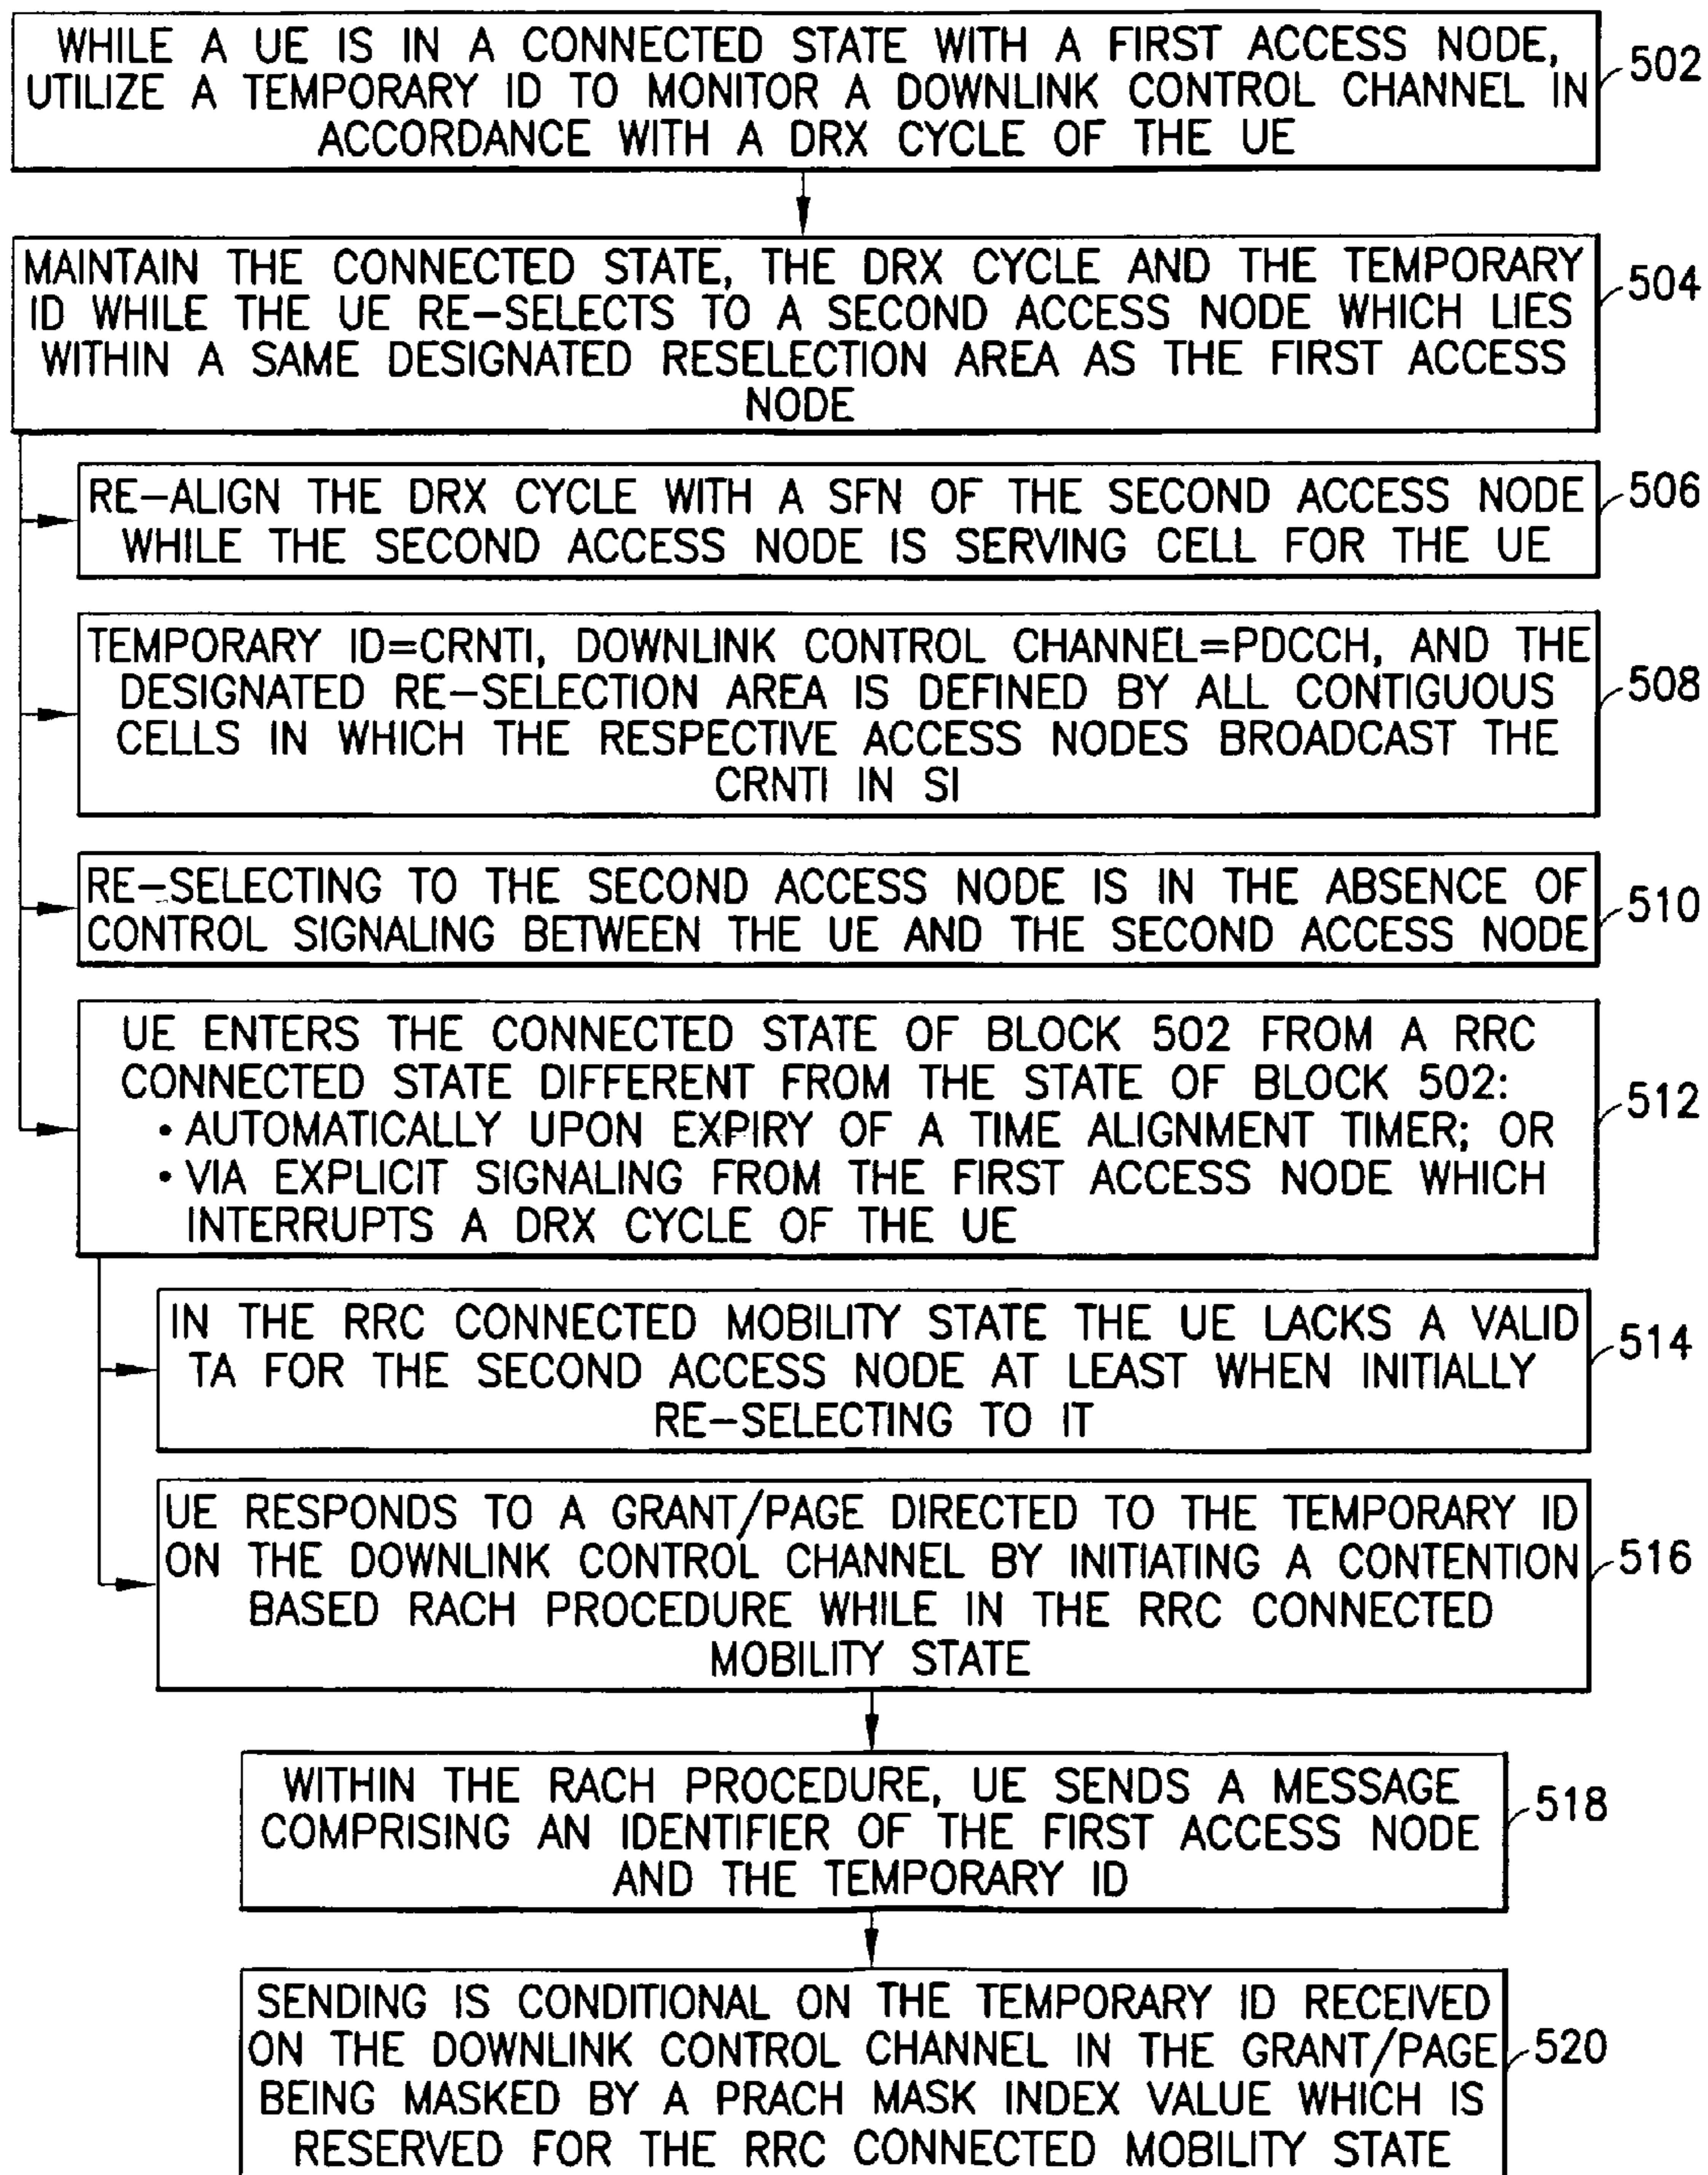 WHILE A UE IS IN A CONNECTED STATE WITH A FIRST ACCESS NODE,
UTILIZE A TEMPORARY ID TO MONITOR A DOWNLINK CONTROL CHANNEL IN
ACCORDANCE WITH A DRX CYCLE OF THE UE
502
MAINTAIN THE CONNECTED STATE, THE DRX CYCLE AND THE TEMPORARY
ID WHILE THE UE RE-SELECTS TO A SECOND ACCESS NODE WHICH LIES
WITHIN A SAME DESIGNATED RESELECTION AREA AS THE FIRST ACCESS
NODE
504
RE-ALIGN THE DRX CYCLE WITH A SFN OF THE SECOND ACCESS NODE
WHILE THE SECOND ACCESS NODE IS SERVING CELL FOR THE UE
506
TEMPORARY ID=CRNTI, DOWNLINK CONTROL CHANNEL=PDCCH, AND THE
DESIGNATED RE-SELECTION AREA IS DEFINED BY ALL CONTIGUOUS
CELLS IN WHICH THE RESPECTIVE ACCESS NODES BROADCAST THE
CRNTI IN SI
508
RE-SELECTING TO THE SECOND ACCESS NODE IS IN THE ABSENCE OF
CONTROL SIGNALING BETWEEN THE UE AND THE SECOND ACCESS NODE
510
UE ENTERS THE CONNECTED STATE OF BLOCK 502 FROM A RRC
CONNECTED STATE DIFFERENT FROM THE STATE OF BLOCK 502:
• AUTOMATICALLY UPON EXPIRY OF A TIME ALIGNMENT TIMER; OR
• VIA EXPLICIT SIGNALING FROM THE FIRST ACCESS NODE WHICH
INTERRUPTS A DRX CYCLE OF THE UE
512
IN THE RRC CONNECTED MOBILITY STATE THE UE LACKS A VALID
TA FOR THE SECOND ACCESS NODE AT LEAST WHEN INITIALLY
RE-SELECTING TO IT
514
UE RESPONDS TO A GRANT/PAGE DIRECTED TO THE TEMPORARY ID
ON THE DOWNLINK CONTROL CHANNEL BY INITIATING A CONTENTION
BASED RACH PROCEDURE WHILE IN THE RRC CONNECTED
MOBILITY STATE
516
WITHIN THE RACH PROCEDURE, UE SENDS A MESSAGE
COMPRISING AN IDENTIFIER OF THE FIRST ACCESS NODE
AND THE TEMPORARY ID
518
SENDING IS CONDITIONAL ON THE TEMPORARY ID RECEIVED
ON THE DOWNLINK CONTROL CHANNEL IN THE GRANT/PAGE
BEING MASKED BY A PRACH MASK INDEX VALUE WHICH IS
RESERVED FOR THE RRC CONNECTED MOBILITY STATE
520